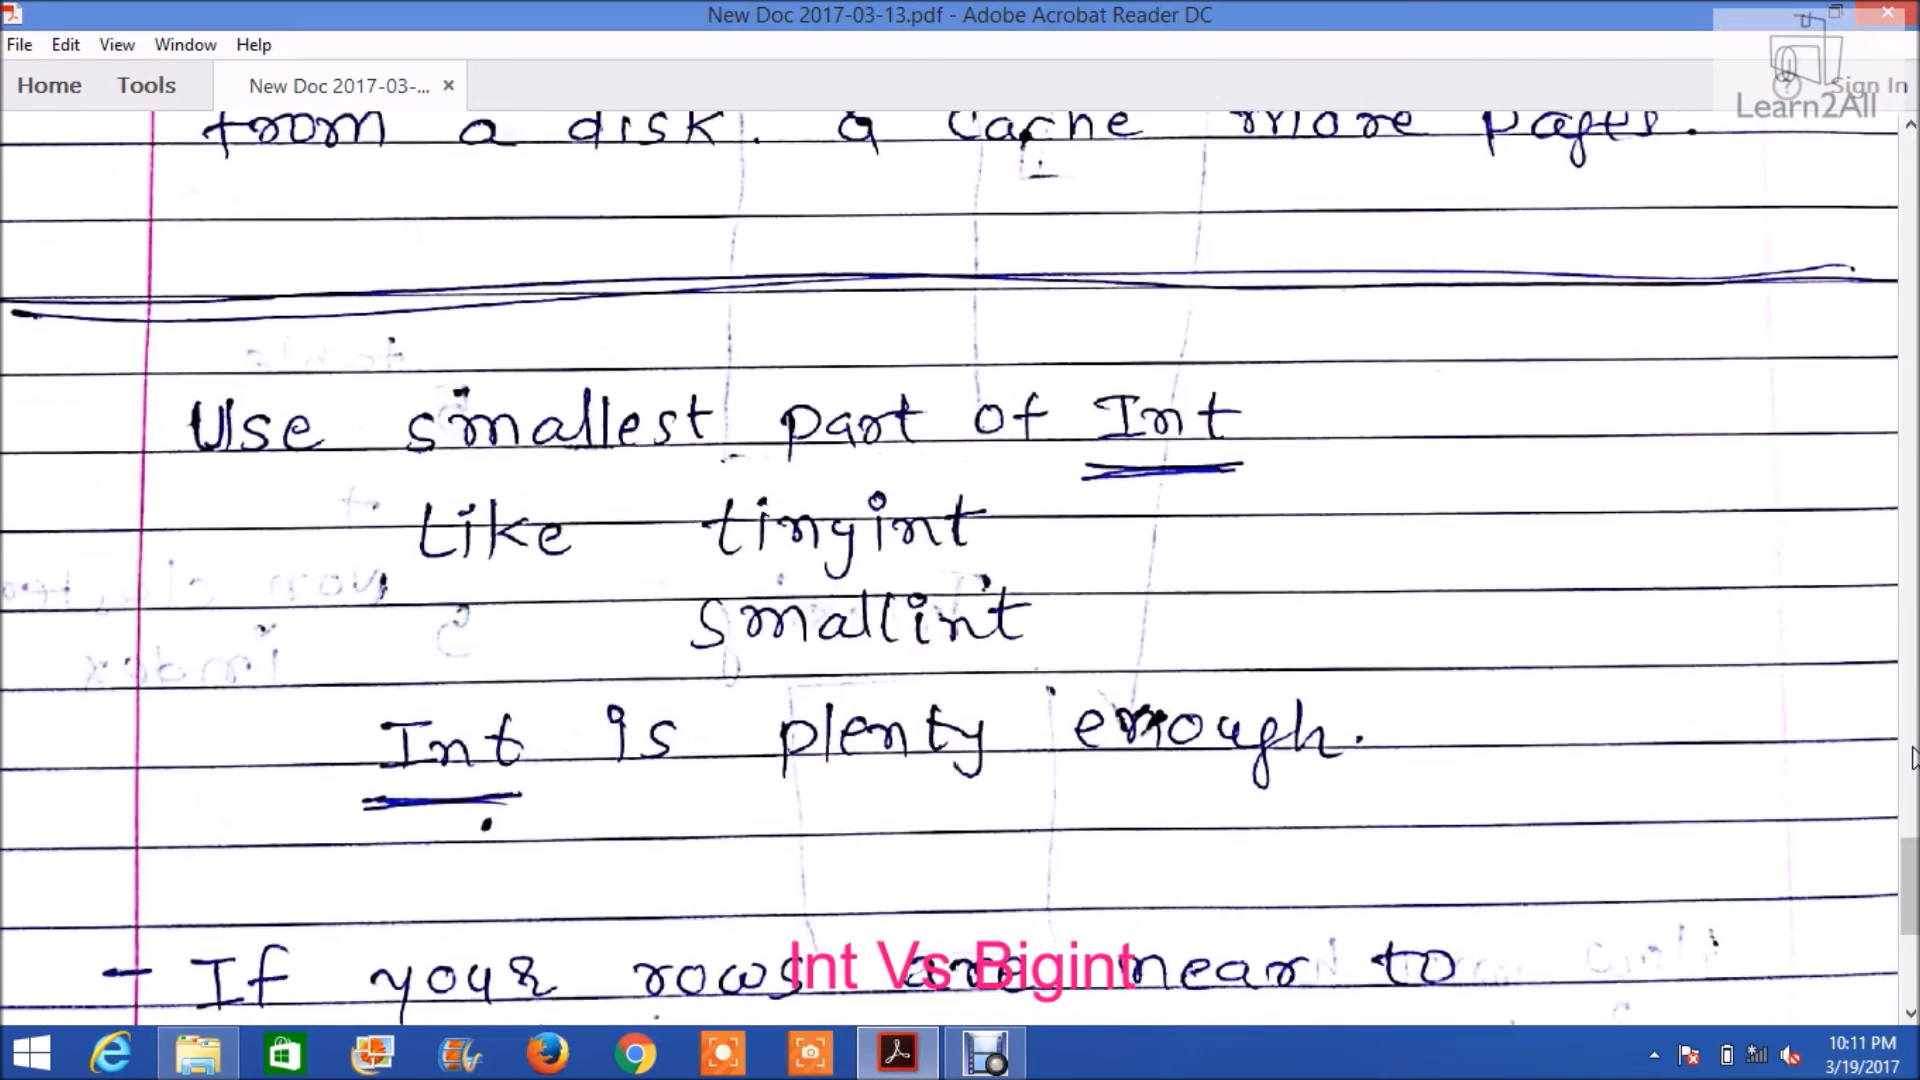 New Doc 2017-03-13.pdf - Adobe Acrobat Reader DC
File Edit View Window Help
Home Tools New Doc 2017-03-... ×
Sign In
Learn2All
from a disk. & Cache more pages.
Use smallest part of Int
Like tinyint
smallint
Int is plenty enough.
- If your rows are near to
Int Vs Bigint
10:11 PM
3/19/2017